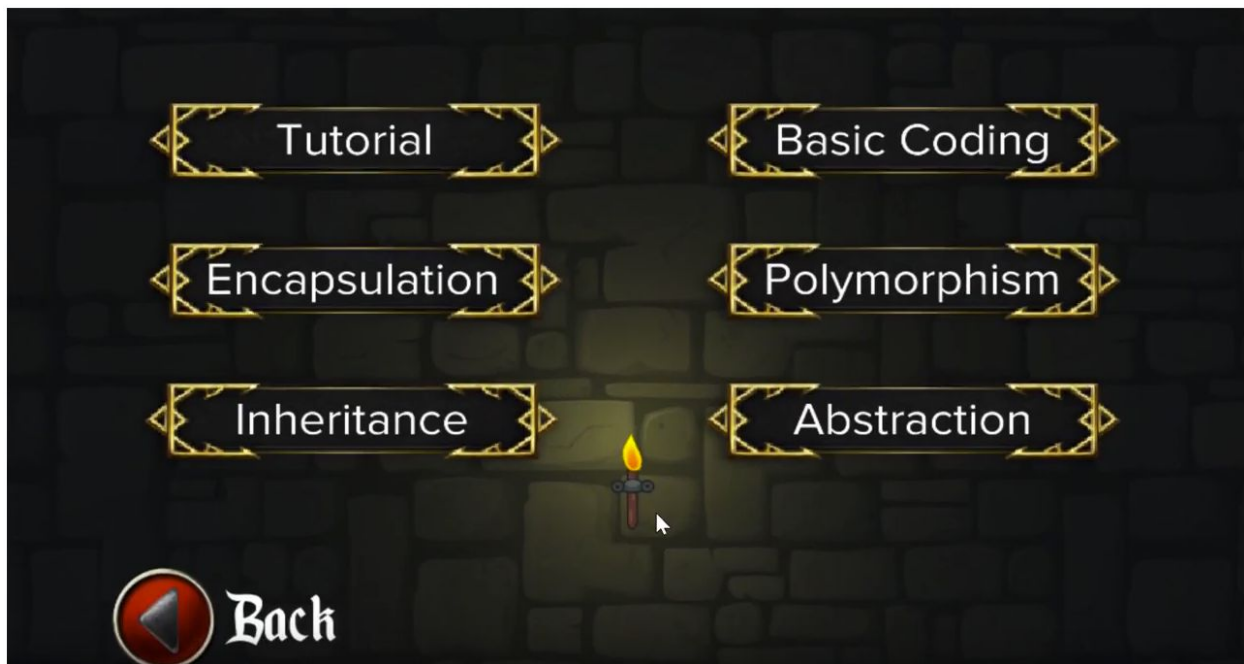 Tutorial
Basic Coding
Encapsulation
Polymorphism
Inheritance
Abstraction
Back